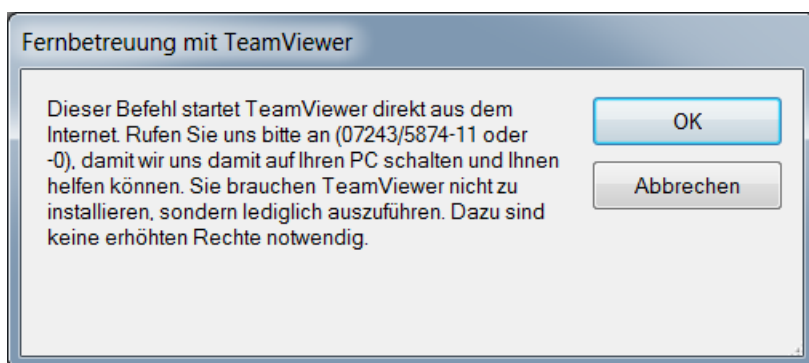 Fernbetreuung mit TeamViewer
Dieser Befehl startet TeamViewer direkt aus dem
Internet. Rufen Sie uns bitte an (07243/5874-11 oder
-0), damit wir uns damit auf Ihren PC schalten und Ihnen
helfen können. Sie brauchen TeamViewer nicht zu
installieren, sondern lediglich auszuführen. Dazu sind
keine erhöhten Rechte notwendig.
OK
Abbrechen